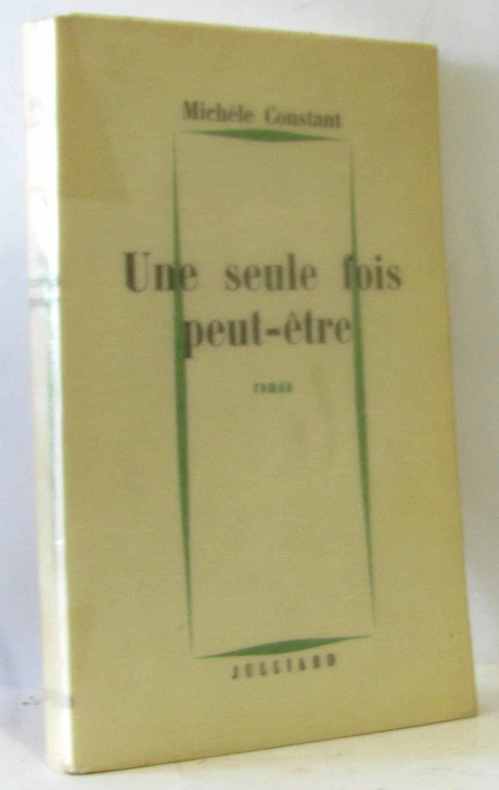 Michèle Constant
Une seule fois
peut-être
roman
JULLIARD